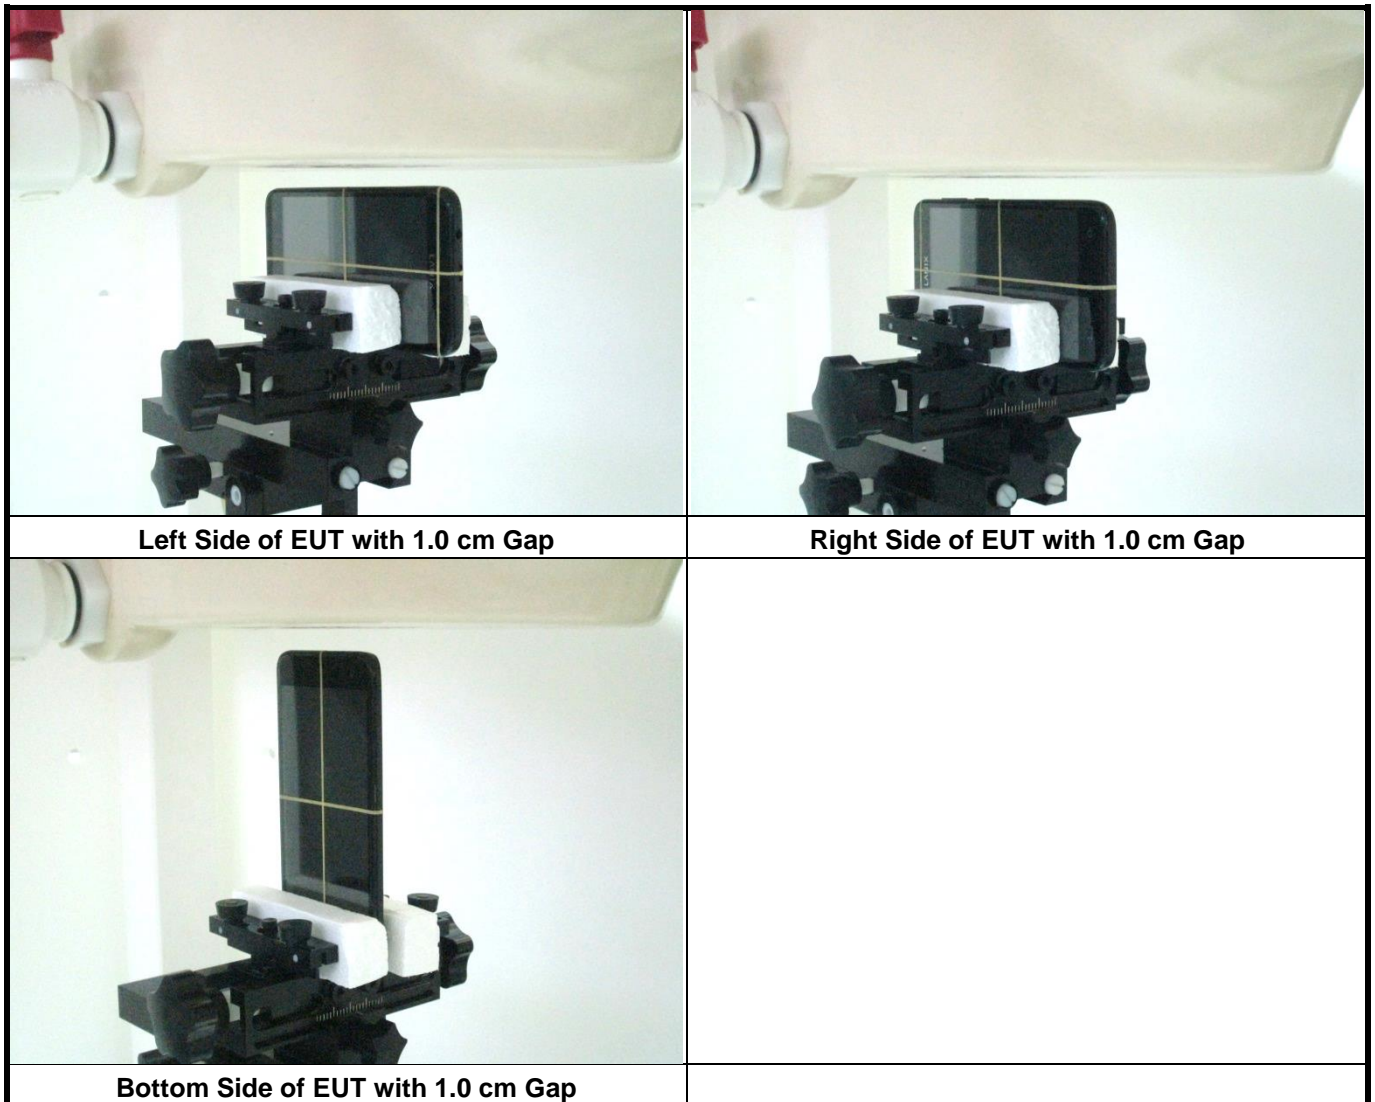 LANIX
Left Side of EUT with 1.0 cm Gap
Right Side of EUT with 1.0 cm Gap
Bottom Side of EUT with 1.0 cm Gap